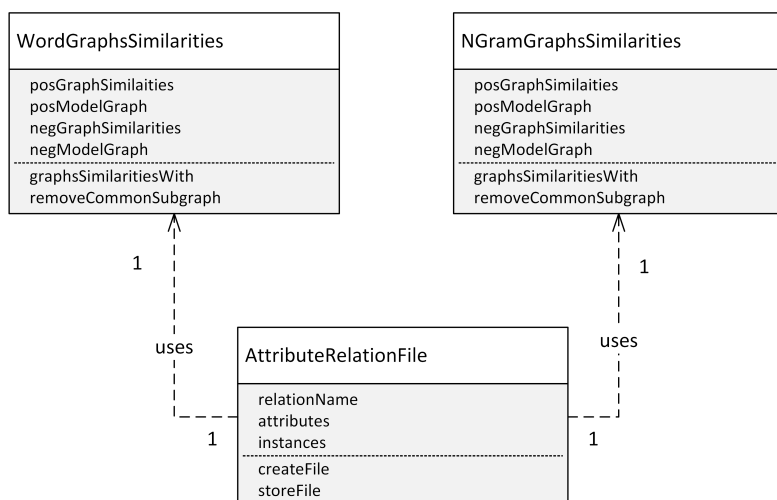 WordGraphsSimilarities
posGraphSimilaities
posModelGraph
negGraphSimilarities
negModelGraph
graphsSimilaritiesWith
removeCommonSubgraph
NGramGraphsSimilarities
posGraphSimilaities
posModelGraph
negGraphSimilarities
negModelGraph
graphsSimilaritiesWith
removeCommonSubgraph
1
1
uses
uses
AttributeRelationFile
relationName
attributes
instances
createFile
storeFile
1
1